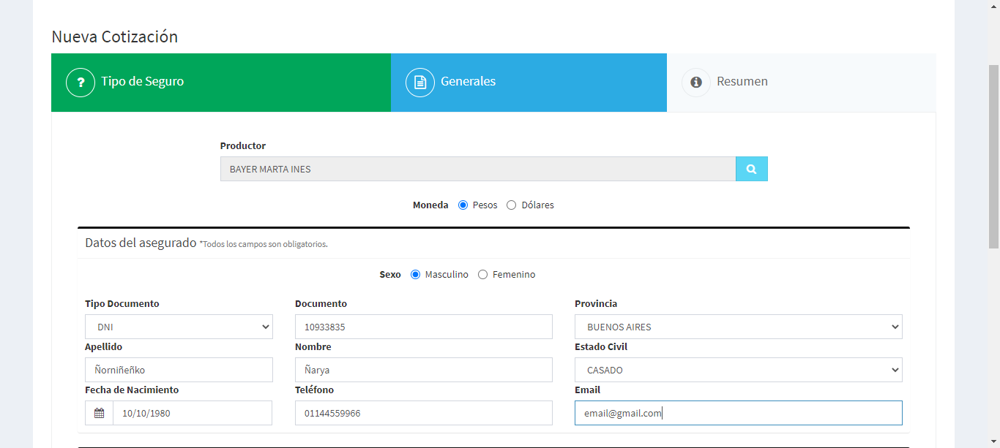 Nueva Cotización
? Tipo de Seguro Generales Resumen
Productor
BAYER MARTA INES
Moneda Pesos Dólares
Datos del asegurado *Todos los campos son obligatorios.
Sexo Masculino Femenino
Tipo Documento Documento Provincia
DNI 10933835 BUENOS AIRES
Apellido Nombre Estado Civil
Ñorniñeñko Ñarya CASADO
Fecha de Nacimiento Teléfono Email
10/10/1980 01144559966 email@gmail.com